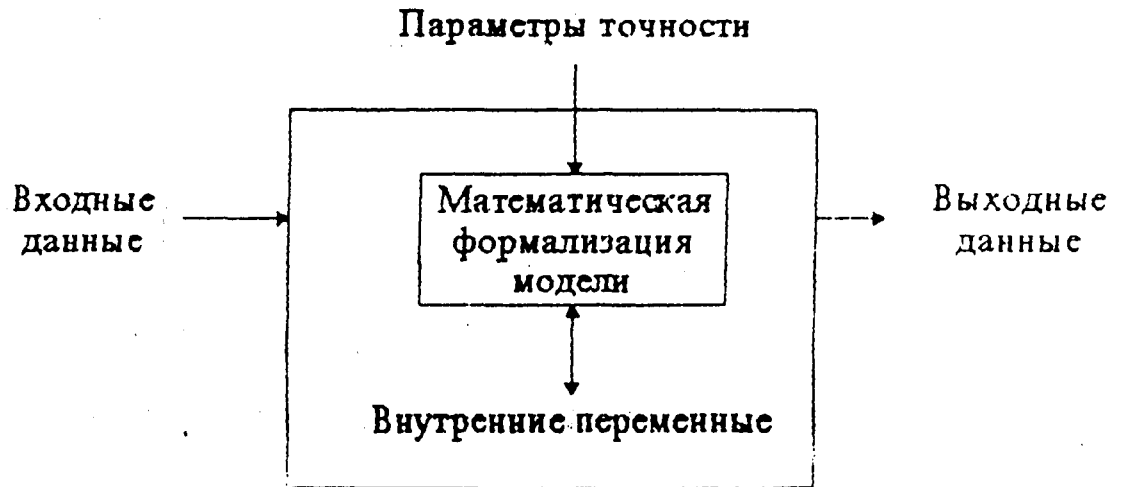 Параметры точности
Входные
данные
Математическая
формализация
модели
Выходные
данные
Внутренние переменные